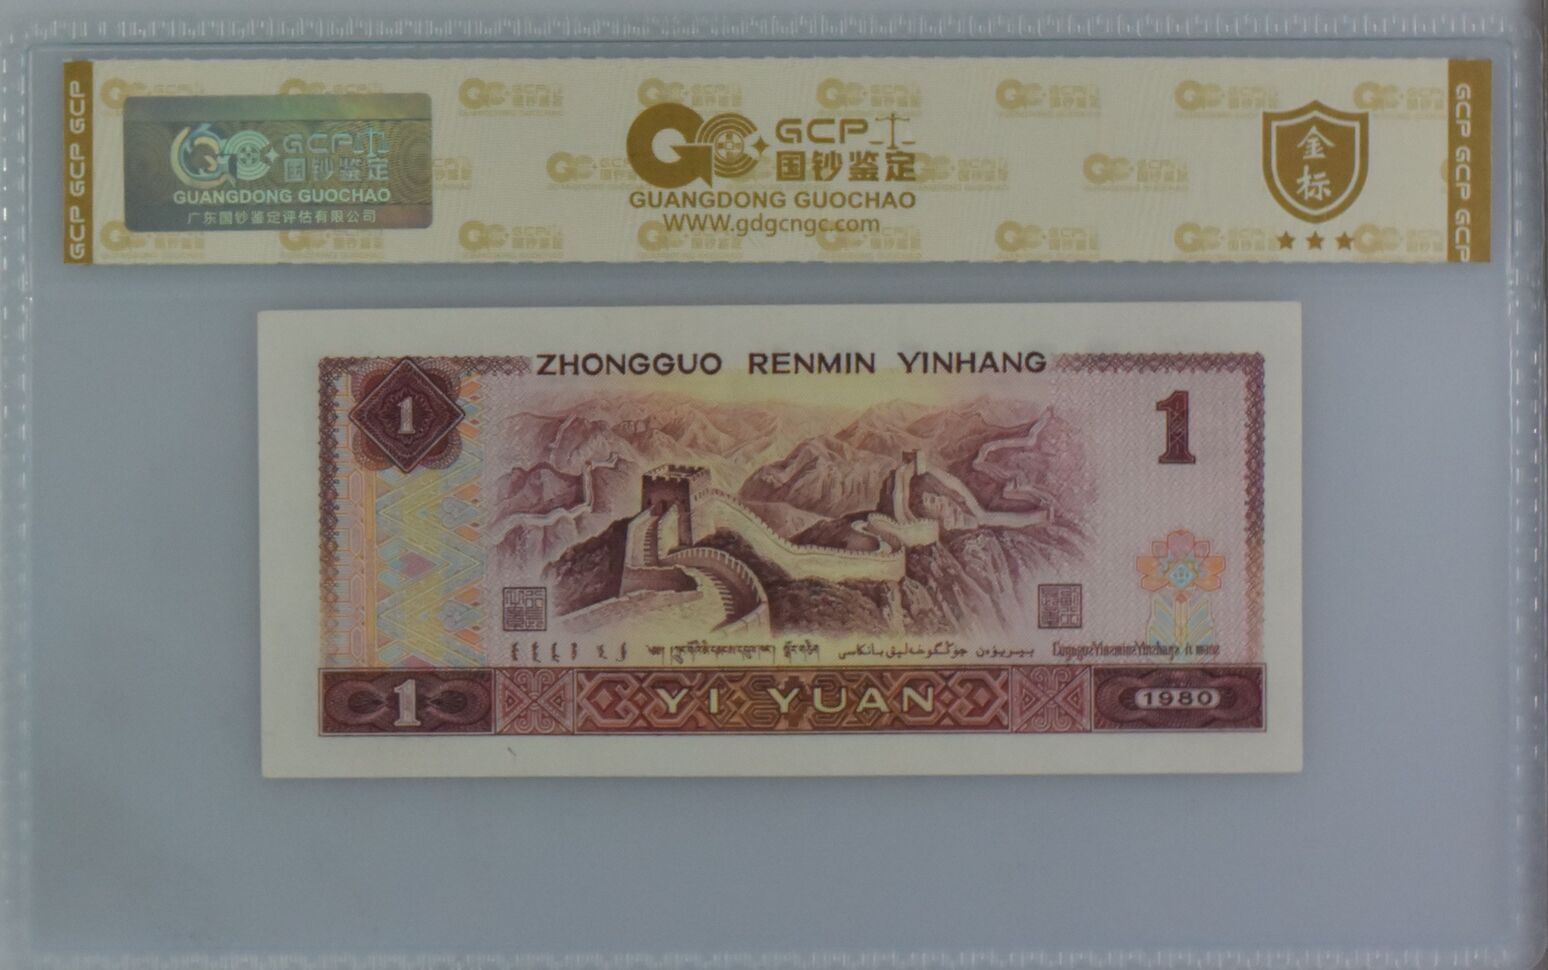 GCP GCP GCP
GCP
国钞鉴定
GUANGDONG GUOCHAO
广东国钞鉴定评估有限公司
GCP
国钞鉴定
GUANGDONG GUOCHAO
WWW.gdgcngc.com
金标
GCP GCP GCP
ZHONGGUO RENMIN YINHANG
1
1
1
YI YUAN
1980